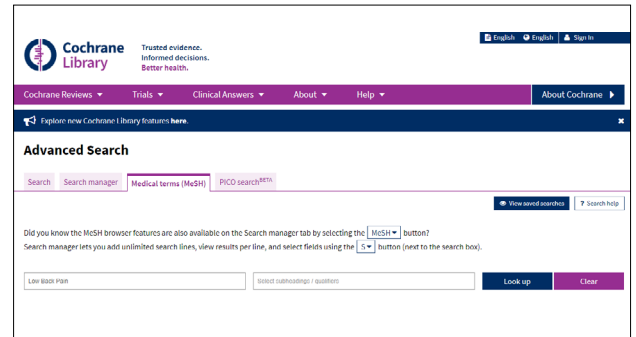 English English Sign In
Cochrane Library
Trusted evidence.
Informed decisions.
Better health.
Cochrane Reviews Trials Clinical Answers About Help About Cochrane
Explore new Cochrane Library features here.
Advanced Search
Search Search manager Medical terms (MeSH) PICO search BETA
View saved searches ? Search help
Did you know the MeSH browser features are also available on the Search manager tab by selecting the MeSH button?
Search manager lets you add unlimited search lines, view results per line, and select fields using the S button (next to the search box).
Low Back Pain Select subheadings / qualifiers Look up Clear